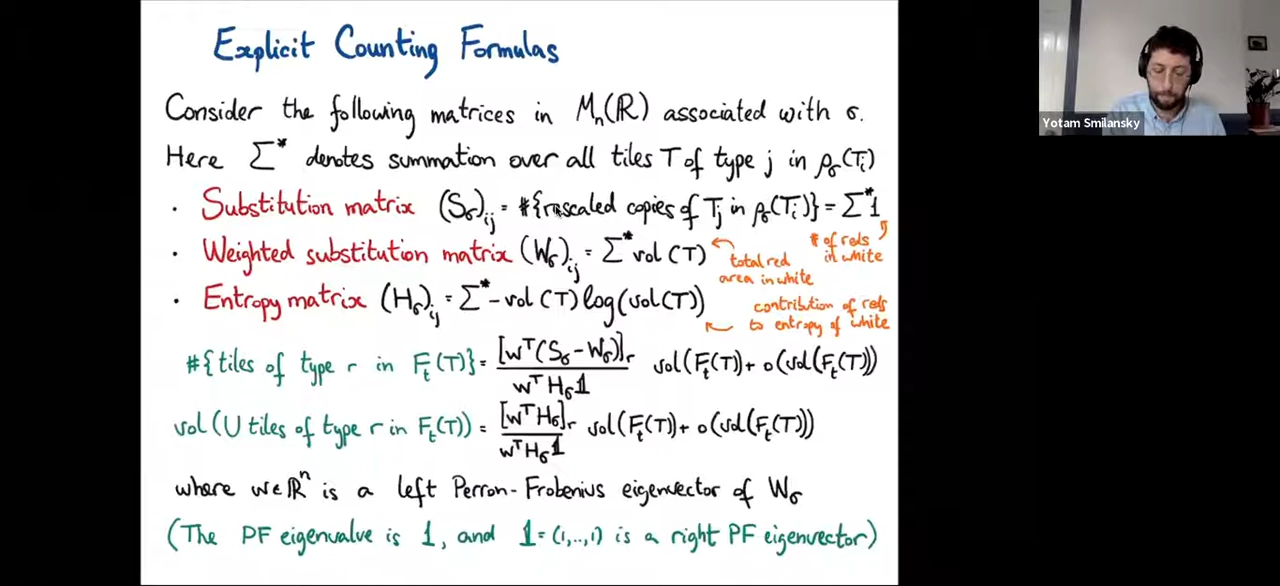 Explicit Counting Formulas
Consider the following matrices in Mₙ(ℝ) associated with σ.
Here Σ* denotes summation over all tiles T of type j in ρσ(Tᵢ)
· Substitution matrix (Sσ)ᵢⱼ = #{rescaled copies of Tⱼ in ρσ(Tᵢ)} = Σ*1
# of reds in white
· Weighted substitution matrix (Wσ)ᵢⱼ = Σ* vol(T)
total red area in white
· Entropy matrix (Hσ)ᵢⱼ = Σ* -vol(T)log(vol(T))
contribution of reds to entropy of white
#{tiles of type r in Fₜ(T)} = [wᵀ(Sσ-Wσ)]ᵣ / wᵀHσ𝟙 vol(Fₜ(T)) + o(vol(Fₜ(T)))
vol(U tiles of type r in Fₜ(T)) = [wᵀHσ]ᵣ / wᵀHσ𝟙 vol(Fₜ(T)) + o(vol(Fₜ(T)))
where w∈ℝⁿ is a left Perron-Frobenius eigenvector of Wσ
(The PF eigenvalue is 1, and 𝟙=(1,..,1) is a right PF eigenvector)
Yotam Smilansky